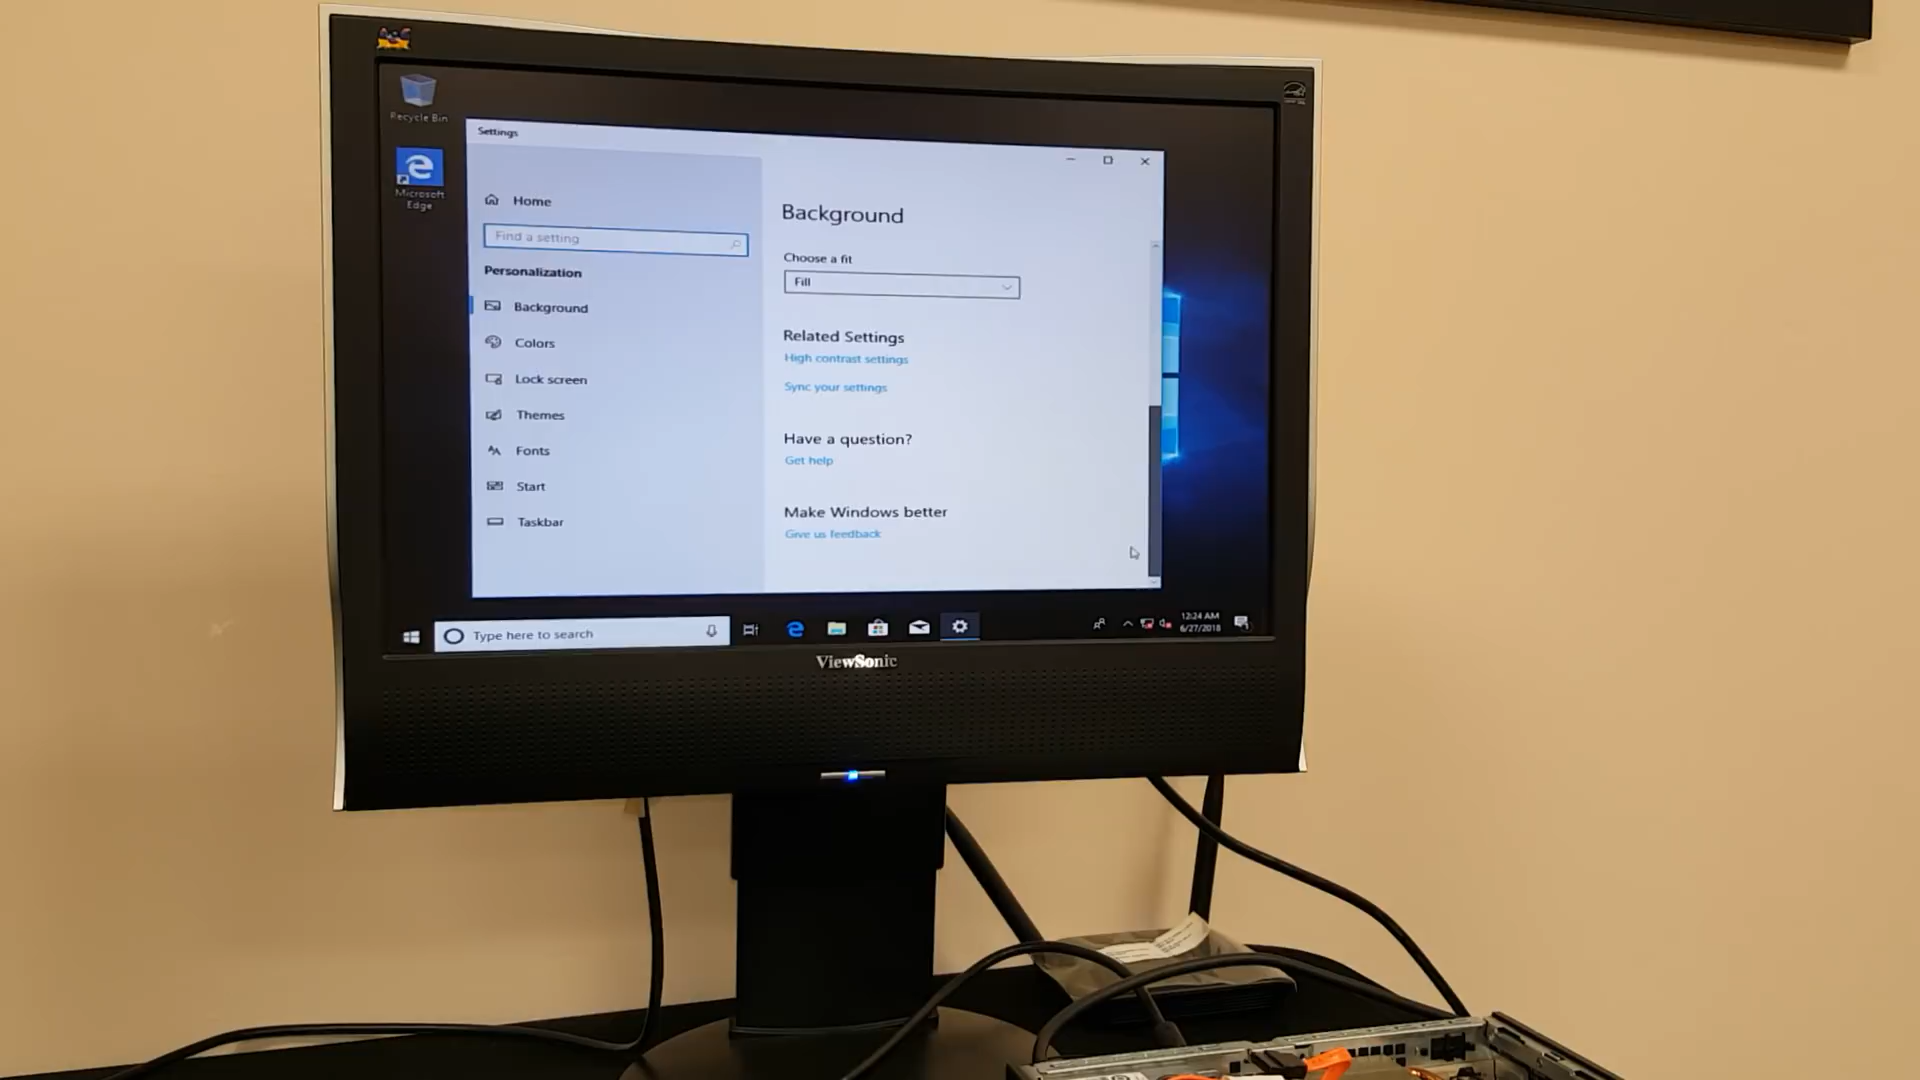 Recycle Bin
Microsoft
Edge
Settings
Home
Find a setting
Personalization
Background
Colors
Lock screen
Themes
Fonts
Start
Taskbar
Background
Choose a fit
Fill
Related Settings
High contrast settings
Sync your settings
Have a question?
Get help
Make Windows better
Give us feedback
Type here to search
12:24 AM
6/27/2018
ViewSonic